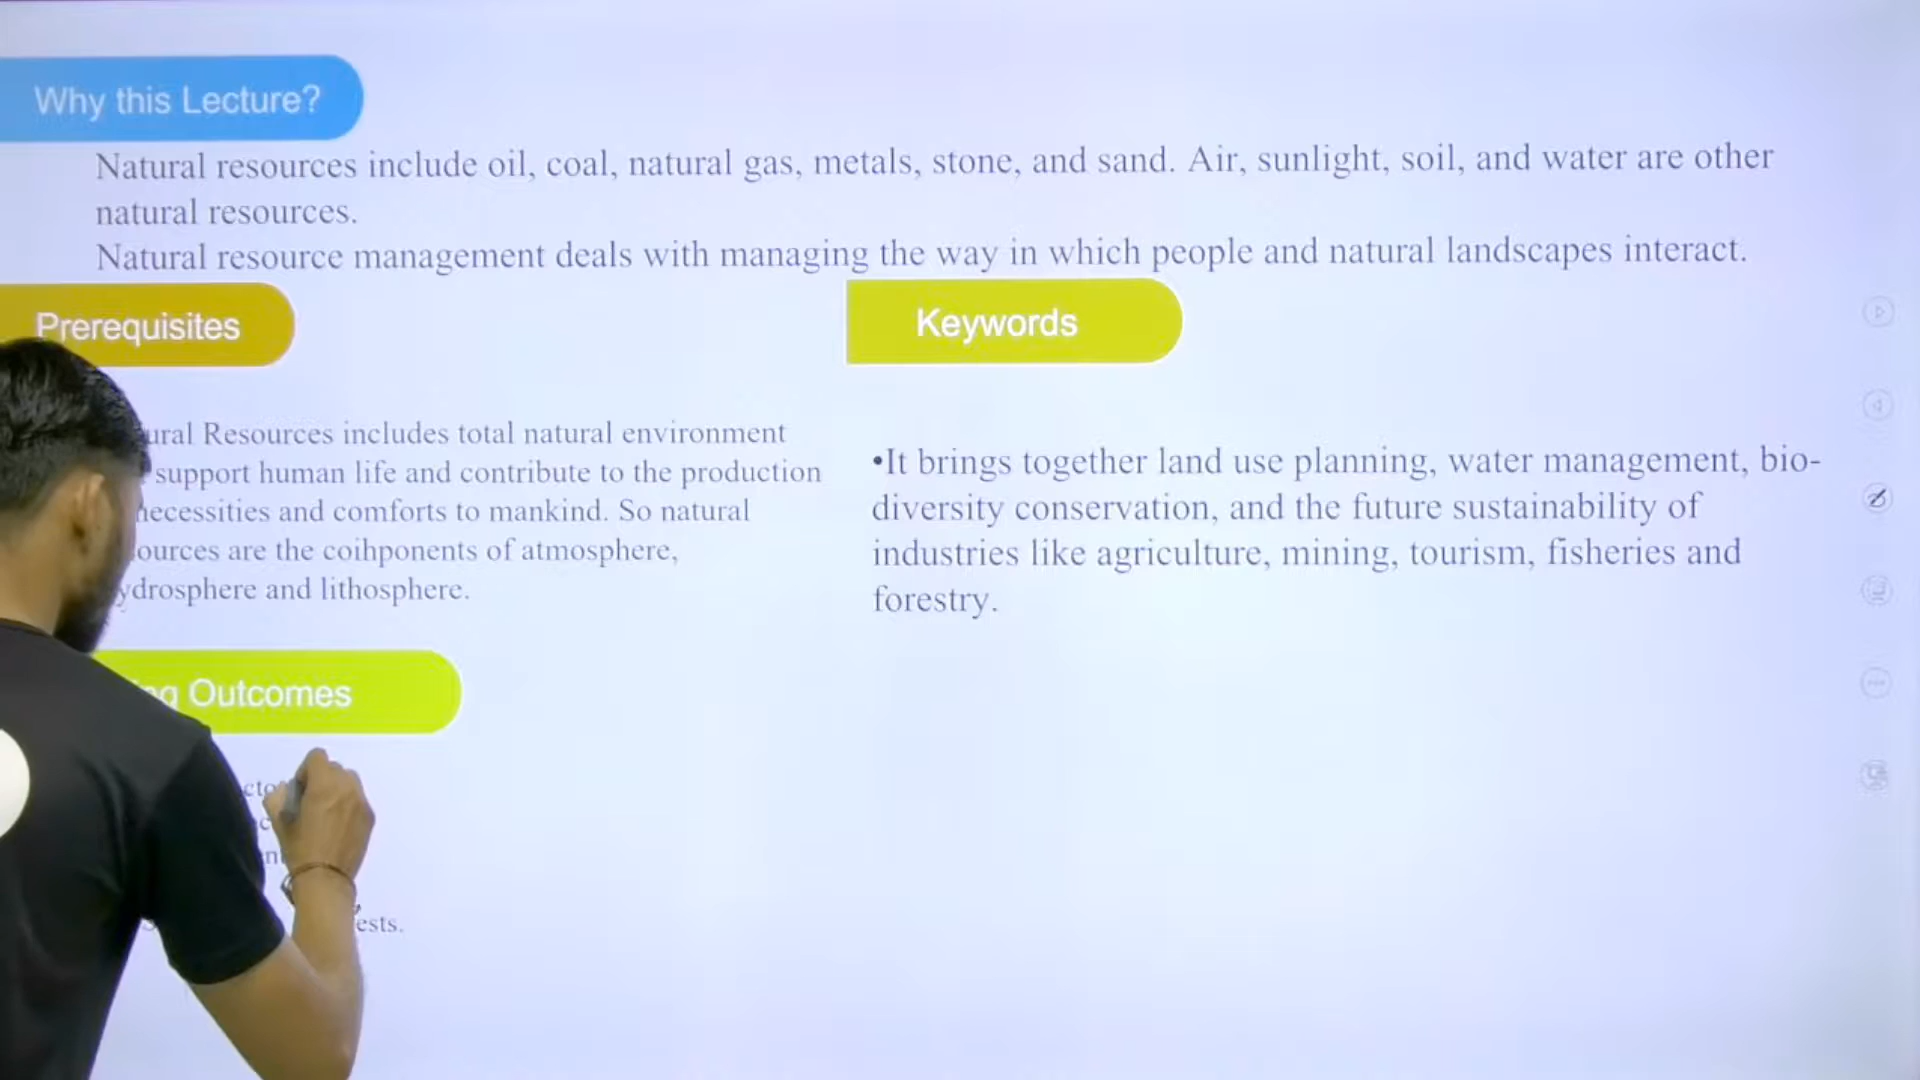 Why this Lecture?
Natural resources include oil, coal, natural gas, metals, stone, and sand. Air, sunlight, soil, and water are other
natural resources.
Natural resource management deals with managing the way in which people and natural landscapes interact.
Prerequisites
Keywords
Resources includes total natural environment
support human life and contribute to the production
necessities and comforts to mankind. So natural
are the coihponents of atmosphere,
and lithosphere.
•It brings together land use planning, water management, bio-
diversity conservation, and the future sustainability of
industries like agriculture, mining, tourism, fisheries and
forestry.
Outcomes